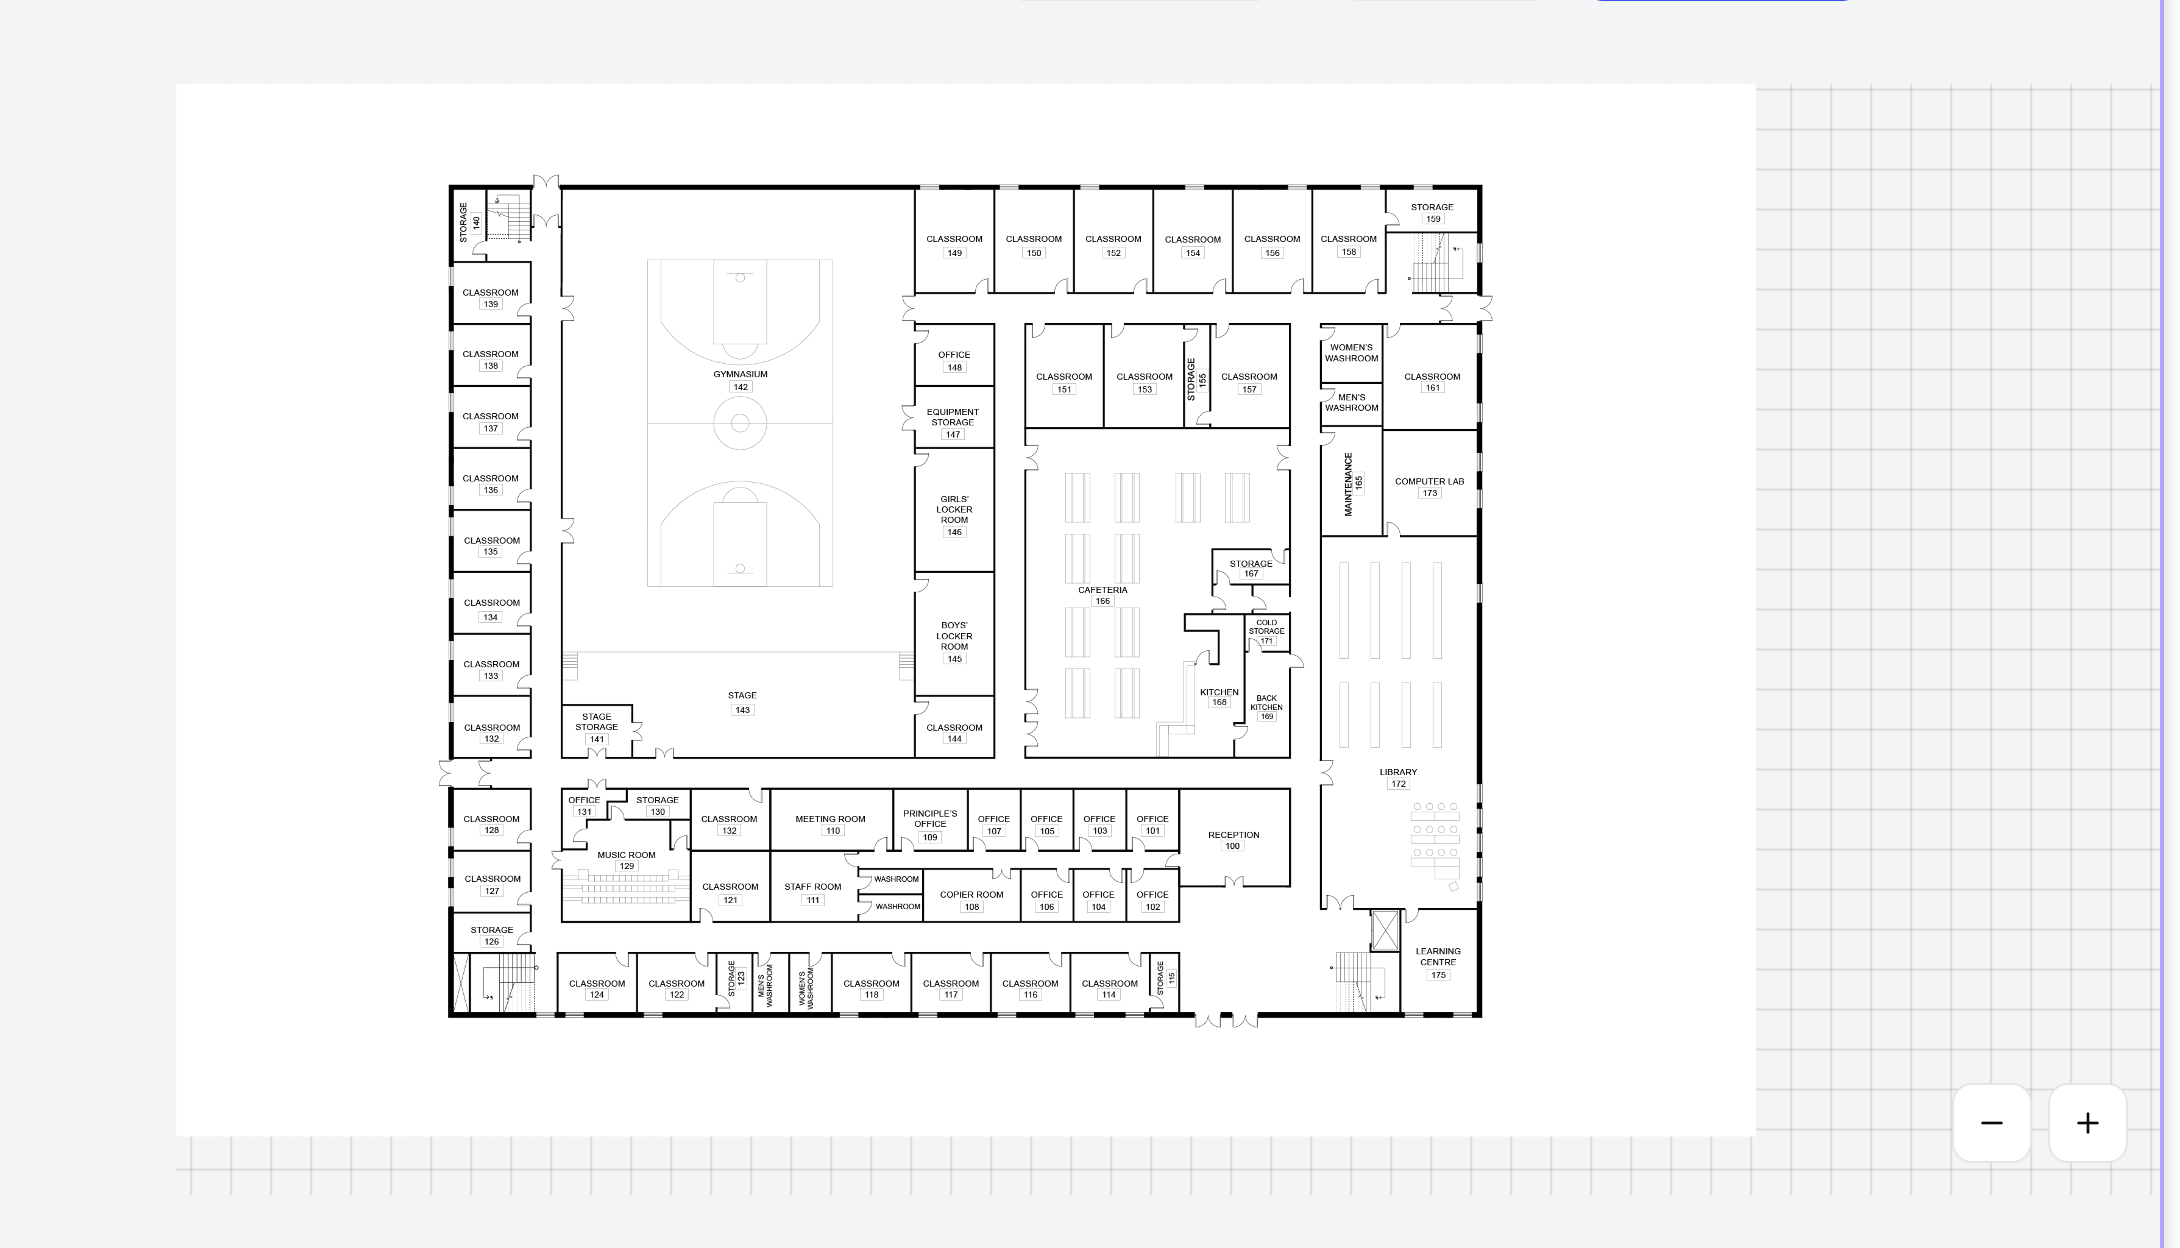 STORAGE
140
CLASSROOM
139
CLASSROOM
138
CLASSROOM
137
CLASSROOM
136
CLASSROOM
135
CLASSROOM
134
CLASSROOM
133
CLASSROOM
132
GYMNASIUM
142
STAGE
143
STAGE
STORAGE
141
CLASSROOM
149
CLASSROOM
150
CLASSROOM
152
CLASSROOM
154
CLASSROOM
156
CLASSROOM
158
STORAGE
159
OFFICE
148
EQUIPMENT
STORAGE
147
GIRLS'
LOCKER
ROOM
146
BOYS'
LOCKER
ROOM
145
CLASSROOM
144
CLASSROOM
151
CLASSROOM
153
STORAGE
155
CLASSROOM
157
WOMEN'S
WASHROOM
MEN'S
WASHROOM
CLASSROOM
161
MAINTENANCE
165
COMPUTER LAB
173
CAFETERIA
166
STORAGE
167
COLD
STORAGE
171
KITCHEN
168
BACK
KITCHEN
169
LIBRARY
172
CLASSROOM
128
CLASSROOM
127
STORAGE
126
OFFICE
131
STORAGE
130
MUSIC ROOM
129
CLASSROOM
132
CLASSROOM
121
MEETING ROOM
110
PRINCIPLE'S
OFFICE
109
OFFICE
107
OFFICE
105
OFFICE
103
OFFICE
101
RECEPTION
100
STAFF ROOM
111
WASHROOM
WASHROOM
COPIER ROOM
108
OFFICE
106
OFFICE
104
OFFICE
102
CLASSROOM
124
CLASSROOM
122
STORAGE
123
MEN'S
WASHROOM
WOMEN'S
WASHROOM
CLASSROOM
118
CLASSROOM
117
CLASSROOM
116
CLASSROOM
114
STORAGE
115
LEARNING
CENTRE
175